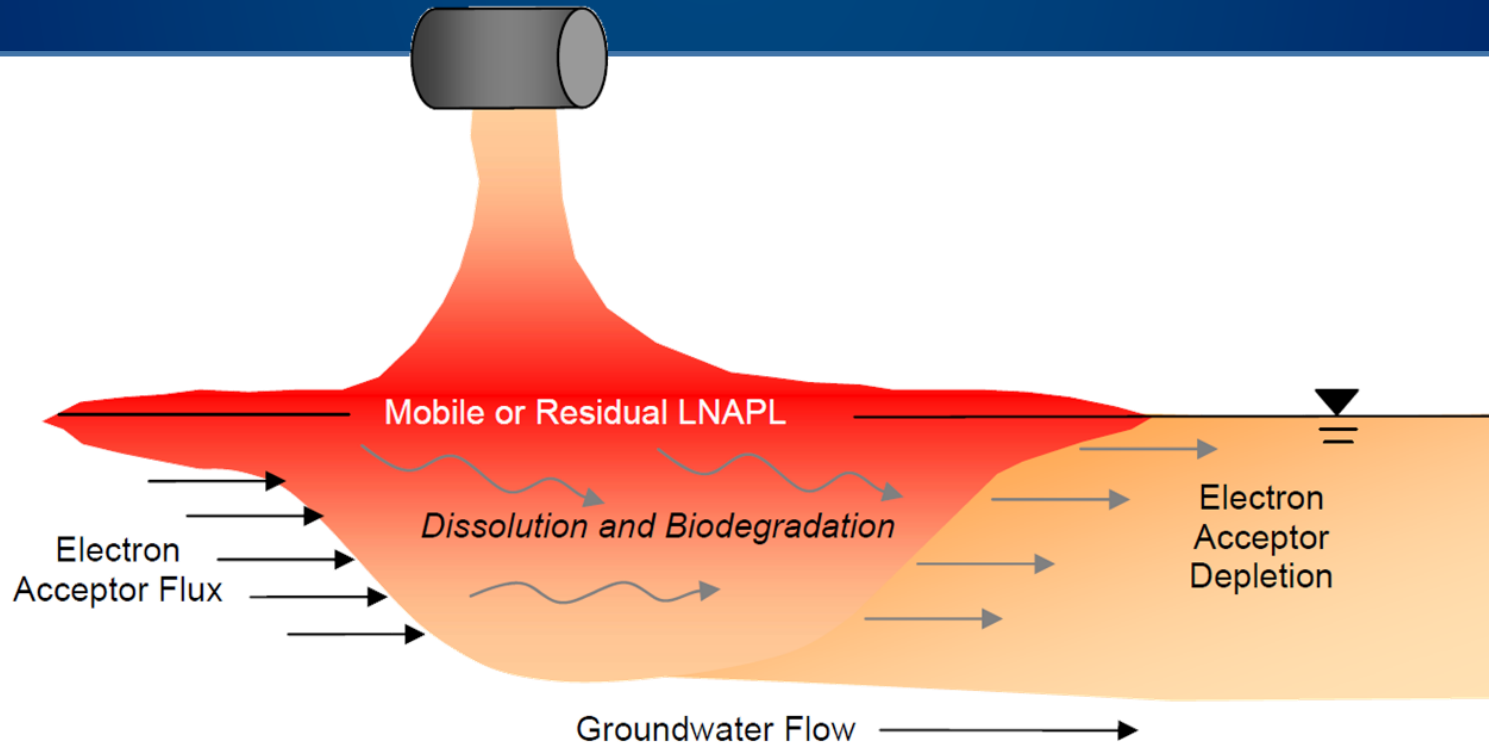 Mobile or Residual LNAPL
Dissolution and Biodegradation
Electron
Acceptor Flux
Electron
Acceptor
Depletion
Groundwater Flow